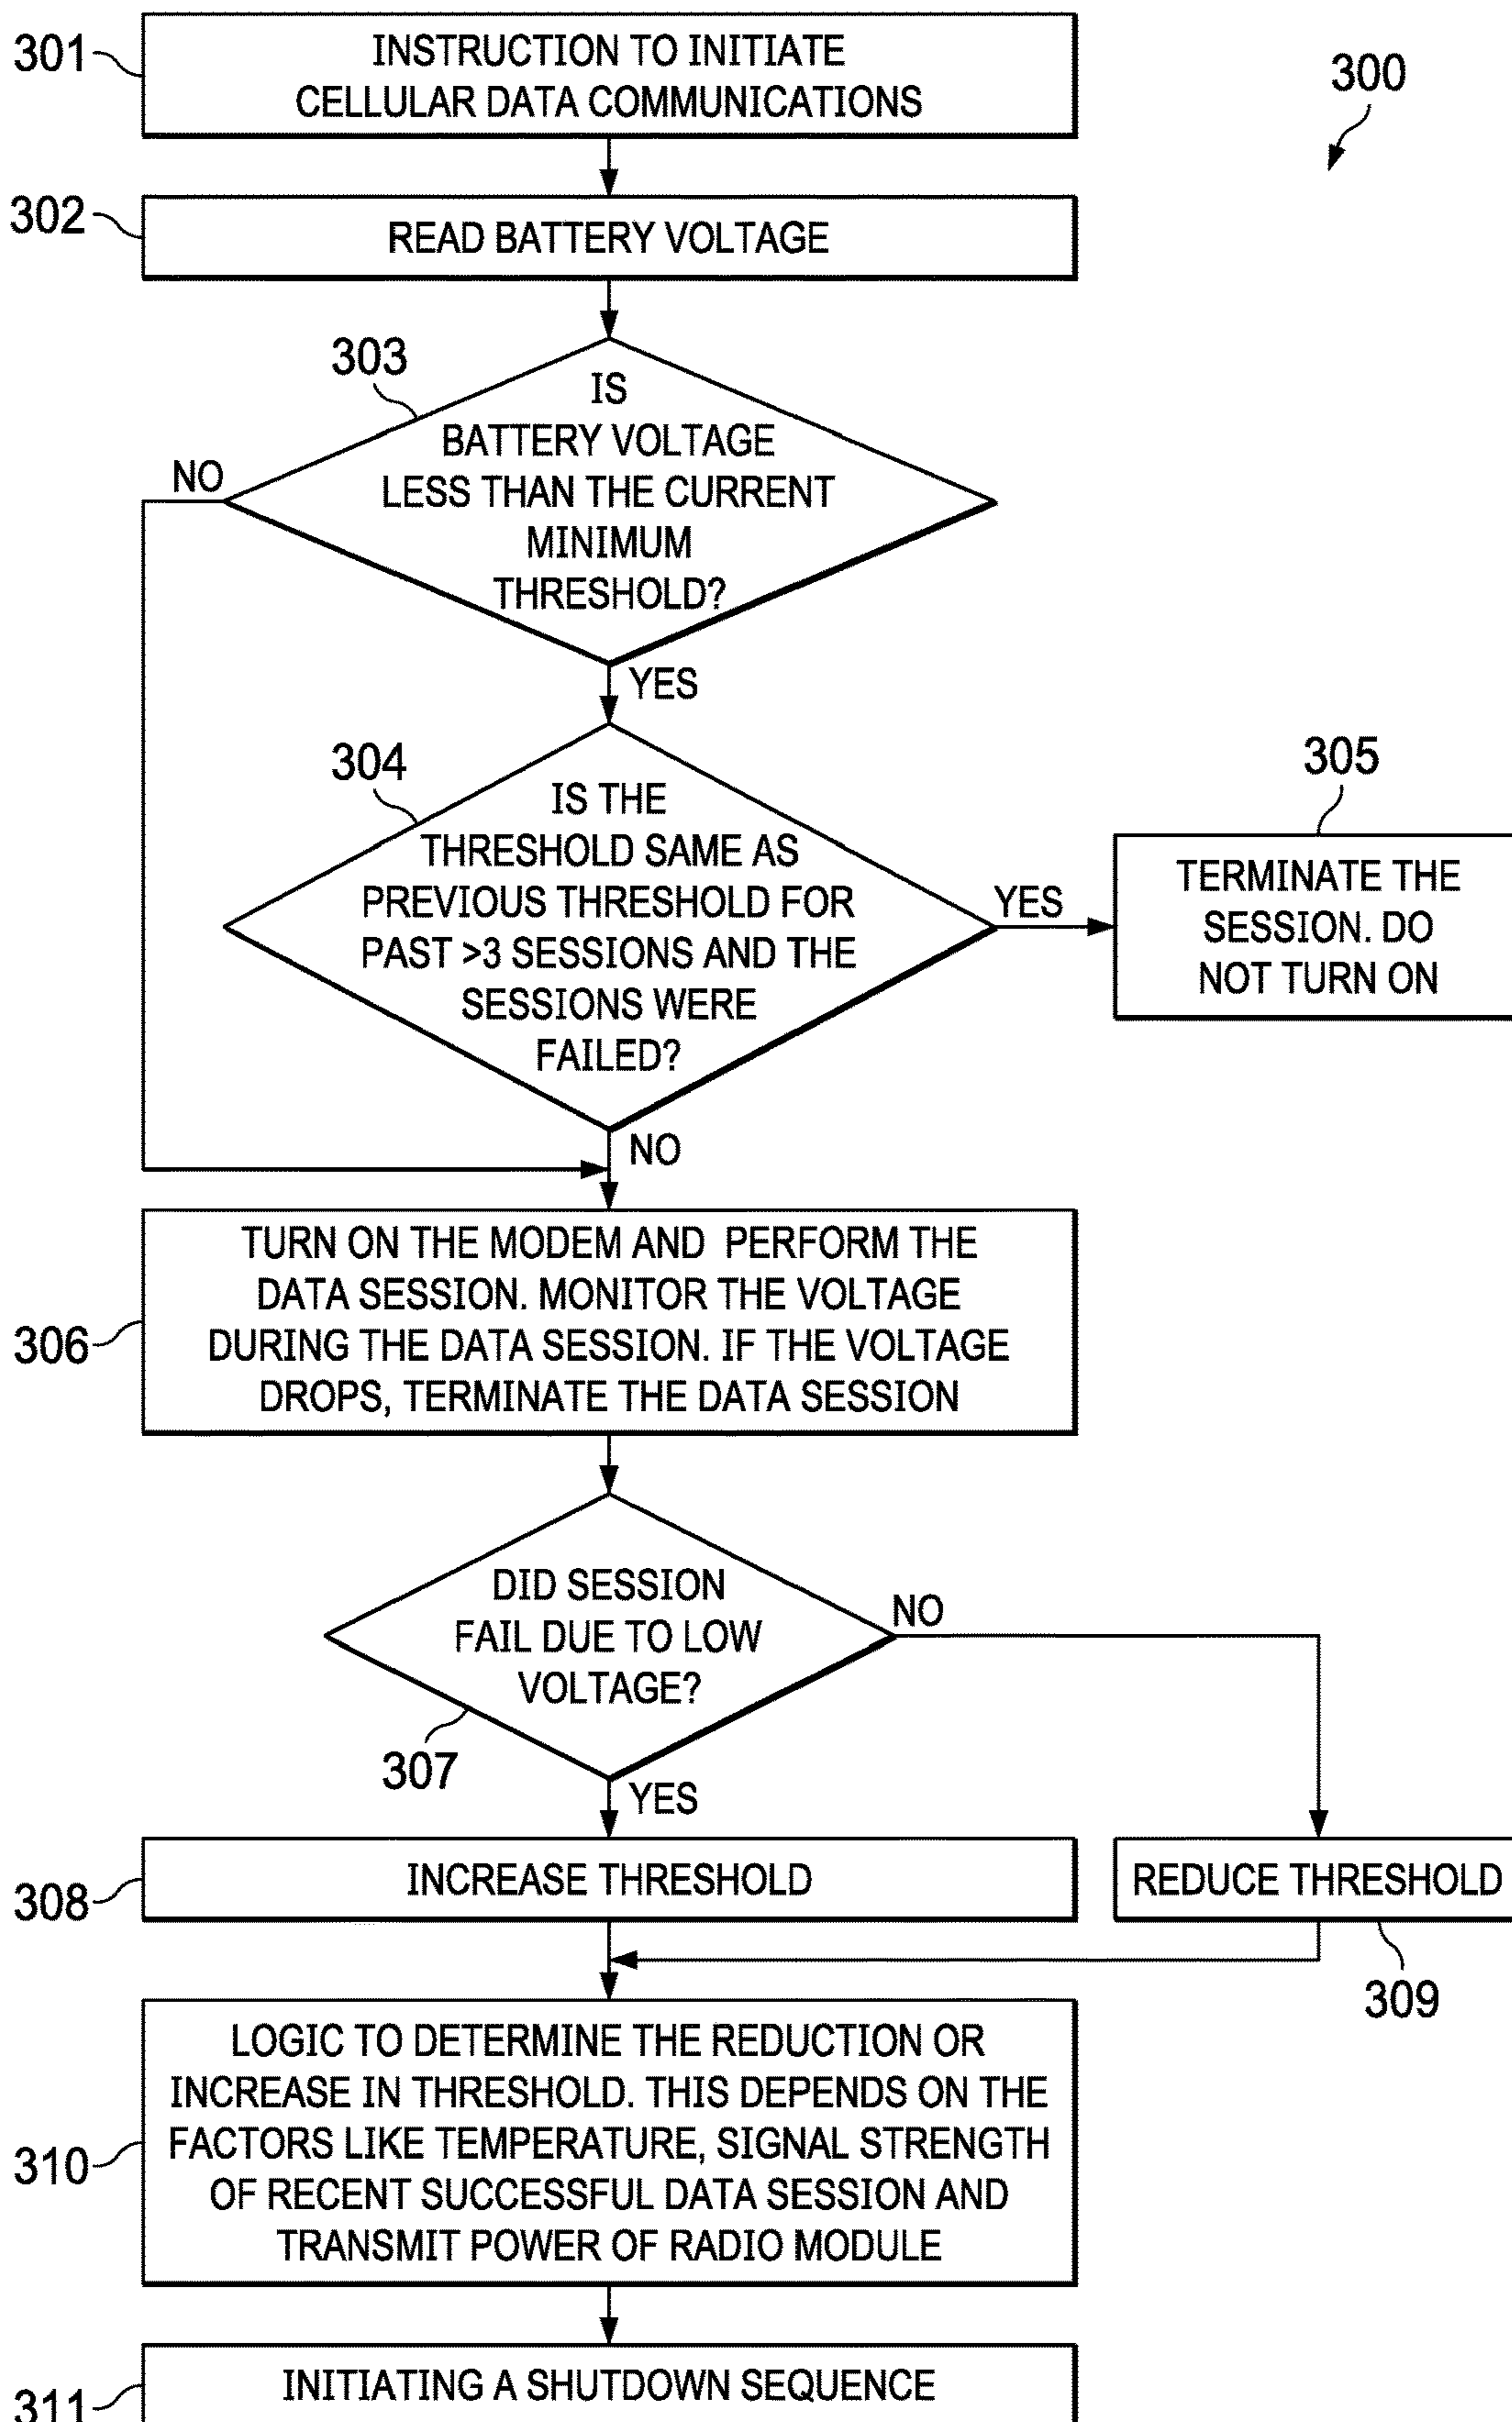 301
INSTRUCTION TO INITIATE
CELLULAR DATA COMMUNICATIONS
300
302
READ BATTERY VOLTAGE
303
IS
BATTERY VOLTAGE
LESS THAN THE CURRENT
MINIMUM
THRESHOLD?
NO
YES
304
IS THE
THRESHOLD SAME AS
PREVIOUS THRESHOLD FOR
PAST >3 SESSIONS AND THE
SESSIONS WERE
FAILED?
YES
305
TERMINATE THE
SESSION. DO
NOT TURN ON
NO
306
TURN ON THE MODEM AND PERFORM THE
DATA SESSION. MONITOR THE VOLTAGE
DURING THE DATA SESSION. IF THE VOLTAGE
DROPS, TERMINATE THE DATA SESSION
DID SESSION
FAIL DUE TO LOW
VOLTAGE?
NO
307
YES
308
INCREASE THRESHOLD
REDUCE THRESHOLD
309
310
LOGIC TO DETERMINE THE REDUCTION OR
INCREASE IN THRESHOLD. THIS DEPENDS ON THE
FACTORS LIKE TEMPERATURE, SIGNAL STRENGTH
OF RECENT SUCCESSFUL DATA SESSION AND
TRANSMIT POWER OF RADIO MODULE
311
INITIATING A SHUTDOWN SEQUENCE